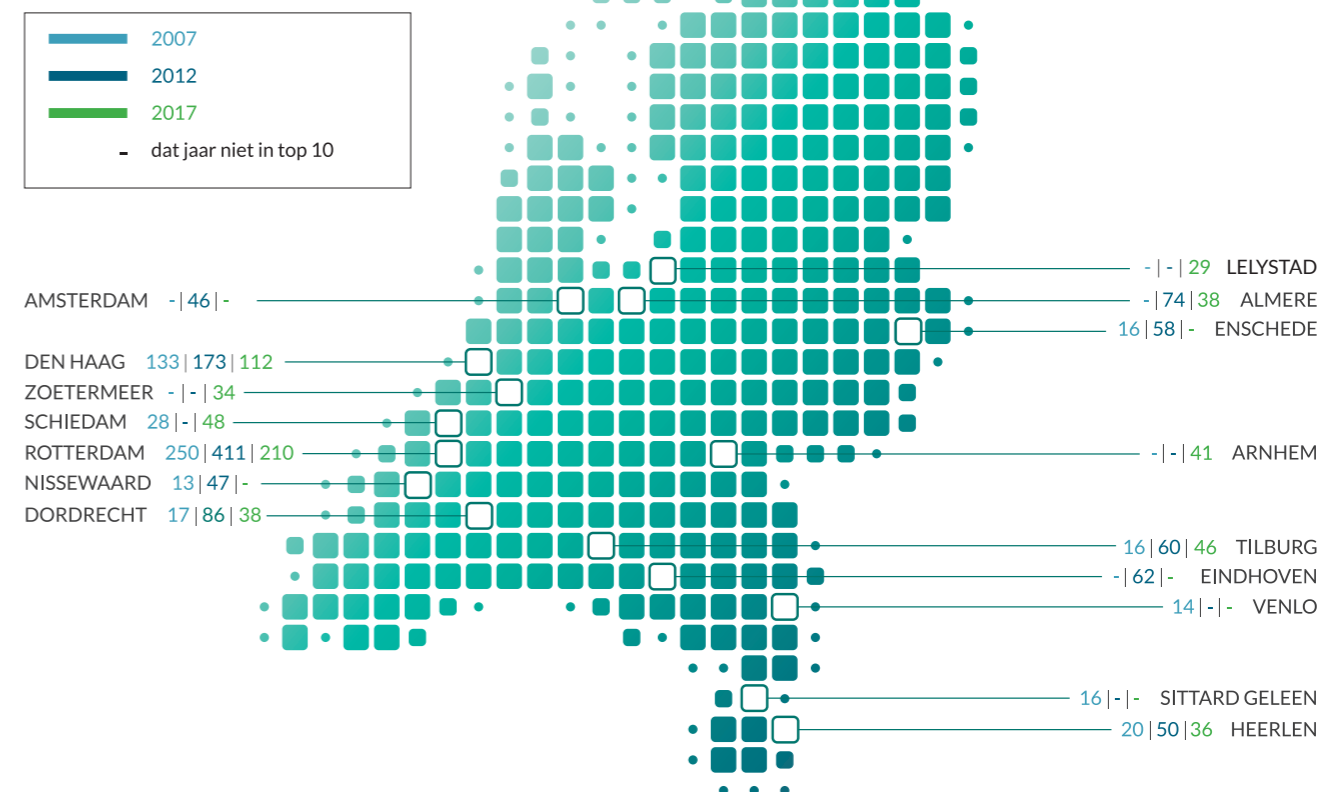 2007
2012
2017
- dat jaar niet in top 10
AMSTERDAM -|46|-
DEN HAAG 133|173|112
ZOETERMEER -|-|34
SCHIEDAM 28|-|48
ROTTERDAM 250|411|210
NISSEWAARD 13|47|-
DORDRECHT 17|86|38
-|-|29 LELYSTAD
-|74|38 ALMERE
16|58|- ENSCHEDE
-|-|41 ARNHEM
16|60|46 TILBURG
-|62|- EINDHOVEN
14|-|- VENLO
16|-|- SITTARD GELEEN
20|50|36 HEERLEN